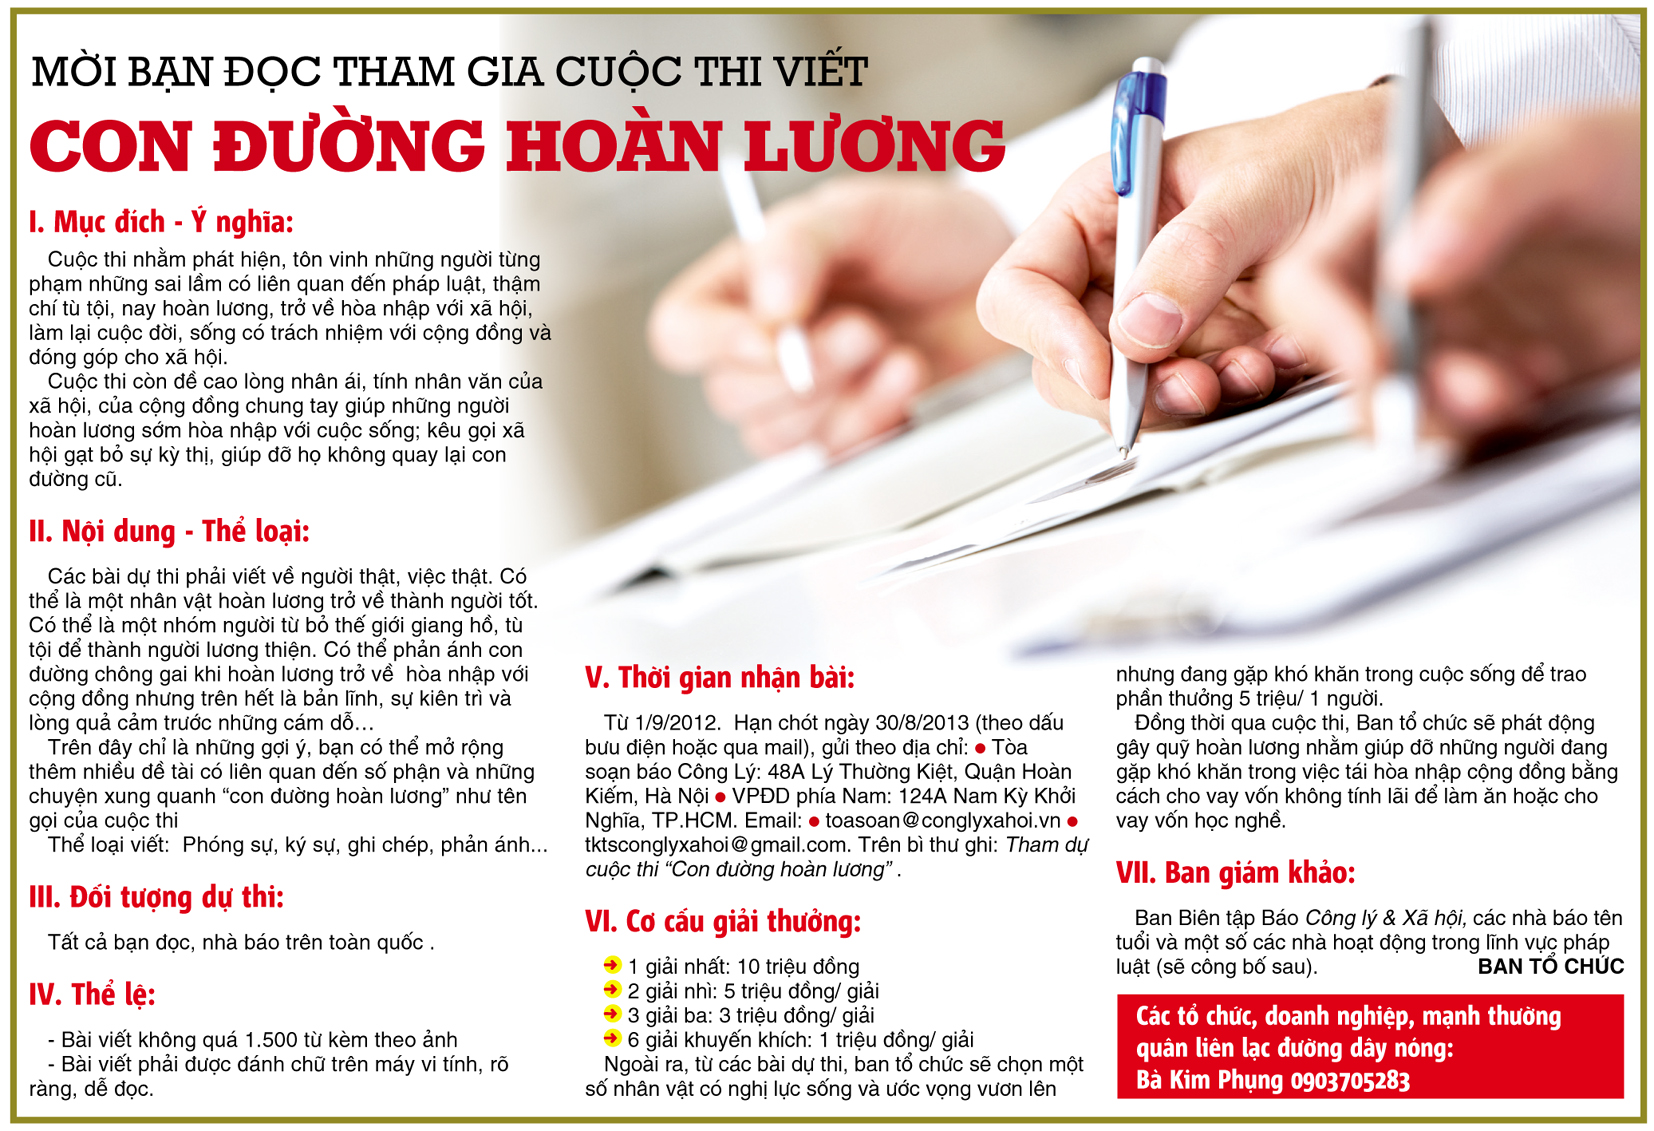 MỜI BẠN ĐỌC THAM GIA CUỘC THI VIẾT
CON ĐƯỜNG HOÀN LƯƠNG
I. Mục đích - Ý nghĩa:
Cuộc thi nhằm phát hiện, tôn vinh những người từng
phạm những sai lầm có liên quan đến pháp luật, thậm
chí tù tội, nay hoàn lương, trở về hòa nhập với xã hội,
làm lại cuộc đời, sống có trách nhiệm với cộng đồng và
đóng góp cho xã hội.
Cuộc thi còn đề cao lòng nhân ái, tính nhân văn của
xã hội, của cộng đồng chung tay giúp những người
hoàn lương sớm hòa nhập với cuộc sống; kêu gọi xã
hội gạt bỏ sự kỳ thị, giúp đỡ họ không quay lại con
đường cũ.
II. Nội dung - Thể loại:
Các bài dự thi phải viết về người thật, việc thật. Có
thể là một nhân vật hoàn lương trở về thành người tốt.
Có thể là một nhóm người từ bỏ thế giới giang hồ, tù
tội để thành người lương thiện. Có thể phản ánh con
đường chông gai khi hoàn lương trở về hòa nhập với
cộng đồng nhưng trên hết là bản lĩnh, sự kiên trì và
lòng quả cảm trước những cám dỗ...
Trên đây chỉ là những gợi ý, bạn có thể mở rộng
thêm nhiều đề tài có liên quan đến số phận và những
chuyện xung quanh “con đường hoàn lương” như tên
gọi của cuộc thi
Thể loại viết: Phóng sự, ký sự, ghi chép, phản ánh...
III. Đối tượng dự thi:
Tất cả bạn đọc, nhà báo trên toàn quốc .
IV. Thể lệ:
- Bài viết không quá 1.500 từ kèm theo ảnh
- Bài viết phải được đánh chữ trên máy vi tính, rõ
ràng, dễ đọc.
V. Thời gian nhận bài:
Từ 1/9/2012. Hạn chót ngày 30/8/2013 (theo dấu
bưu điện hoặc qua mail), gửi theo địa chỉ: ● Tòa
soạn báo Công Lý: 48A Lý Thường Kiệt, Quận Hoàn
Kiếm, Hà Nội ● VPĐD phía Nam: 124A Nam Kỳ Khởi
Nghĩa, TP.HCM. Email: ● toasoan@conglyxahoi.vn ●
tktsconglyxahoi@gmail.com. Trên bì thư ghi: Tham dự
cuộc thi “Con đường hoàn lương” .
VI. Cơ cấu giải thưởng:
➜ 1 giải nhất: 10 triệu đồng
➜ 2 giải nhì: 5 triệu đồng/ giải
➜ 3 giải ba: 3 triệu đồng/ giải
➜ 6 giải khuyến khích: 1 triệu đồng/ giải
Ngoài ra, từ các bài dự thi, ban tổ chức sẽ chọn một
số nhân vật có nghị lực sống và ước vọng vươn lên
nhưng đang gặp khó khăn trong cuộc sống để trao
phần thưởng 5 triệu/ 1 người.
Đồng thời qua cuộc thi, Ban tổ chức sẽ phát động
gây quỹ hoàn lương nhằm giúp đỡ những người đang
gặp khó khăn trong việc tái hòa nhập cộng đồng bằng
cách cho vay vốn không tính lãi để làm ăn hoặc cho
vay vốn học nghề.
VII. Ban giám khảo:
Ban Biên tập Báo Công lý & Xã hội, các nhà báo tên
tuổi và một số các nhà hoạt động trong lĩnh vực pháp
luật (sẽ công bố sau). BAN TỔ CHỨC
Các tổ chức, doanh nghiệp, mạnh thường
quân liên lạc đường dây nóng:
Bà Kim Phụng 0903705283